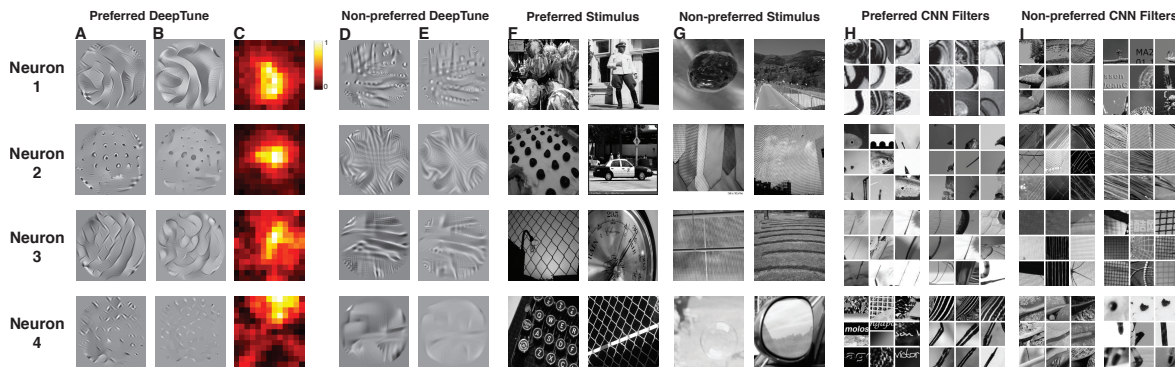 Preferred DeepTune
Non-preferred DeepTune
Preferred Stimulus
Non-preferred Stimulus
Preferred CNN Filters
Non-preferred CNN Filters
A B C D E F G H I
1
0
Neuron
1
MA2
01
Neuron
2
Neuron
3
Neuron
4
molos
victor